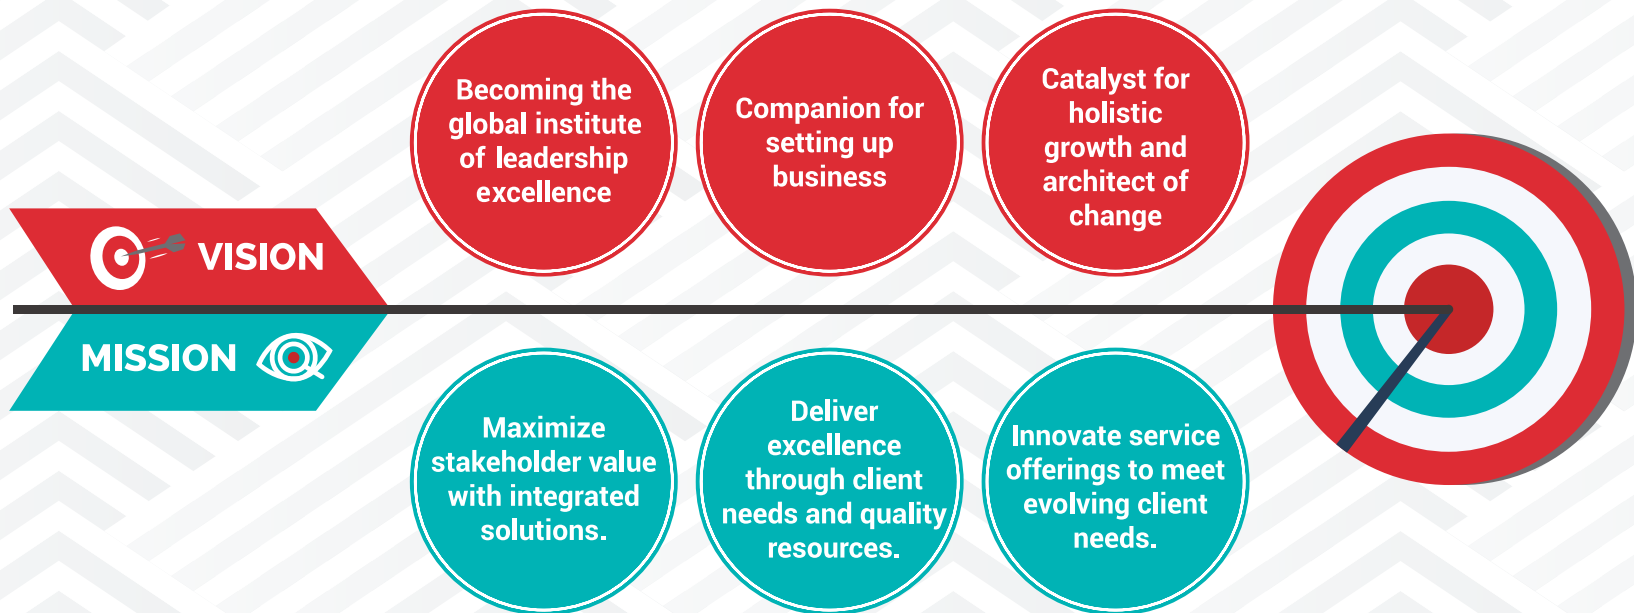 VISION
Becoming the
global institute
of leadership
excellence
Companion for
setting up
business
Catalyst for
holistic
growth and
architect of
change
MISSION
Maximize
stakeholder value
with integrated
solutions.
Deliver
excellence
through client
needs and quality
resources.
Innovate service
offerings to meet
evolving client
needs.